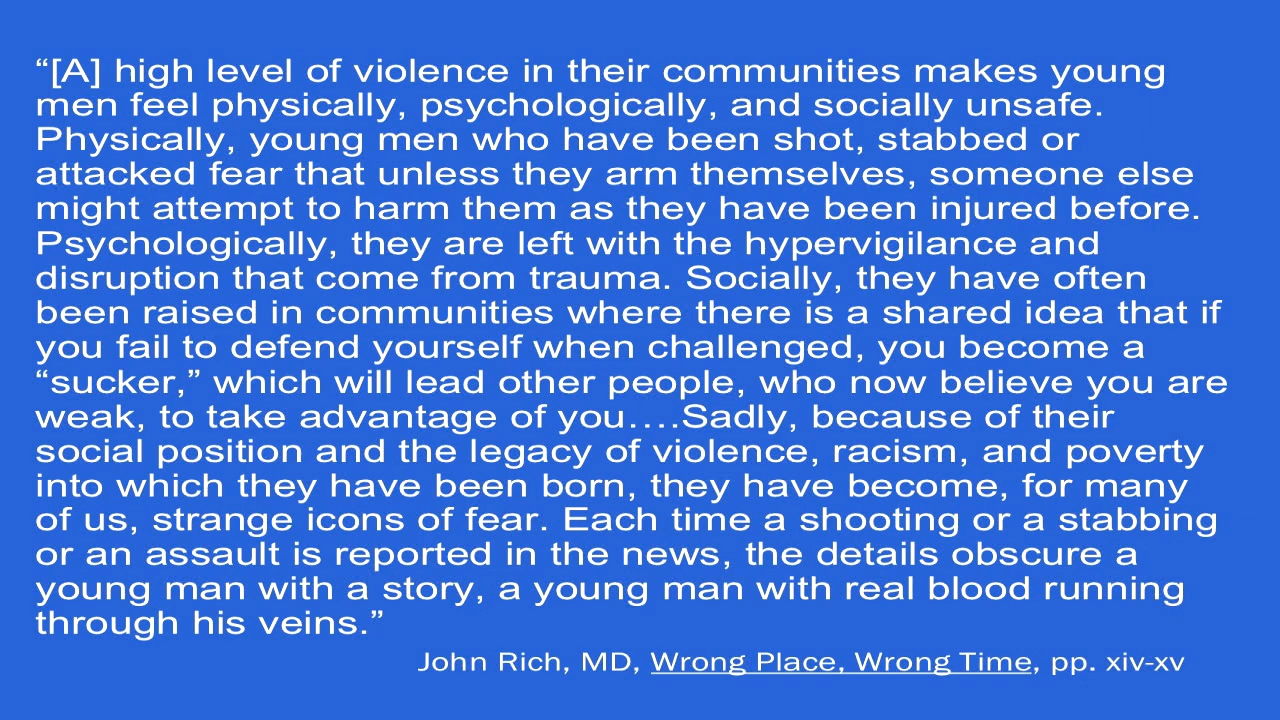 “[A] high level of violence in their communities makes young
men feel physically, psychologically, and socially unsafe.
Physically, young men who have been shot, stabbed or
attacked fear that unless they arm themselves, someone else
might attempt to harm them as they have been injured before.
Psychologically, they are left with the hypervigilance and
disruption that come from trauma. Socially, they have often
been raised in communities where there is a shared idea that if
you fail to defend yourself when challenged, you become a
“sucker,” which will lead other people, who now believe you are
weak, to take advantage of you….Sadly, because of their
social position and the legacy of violence, racism, and poverty
into which they have been born, they have become, for many
of us, strange icons of fear. Each time a shooting or a stabbing
or an assault is reported in the news, the details obscure a
young man with a story, a young man with real blood running
through his veins.”
John Rich, MD, Wrong Place, Wrong Time, pp. xiv-xv